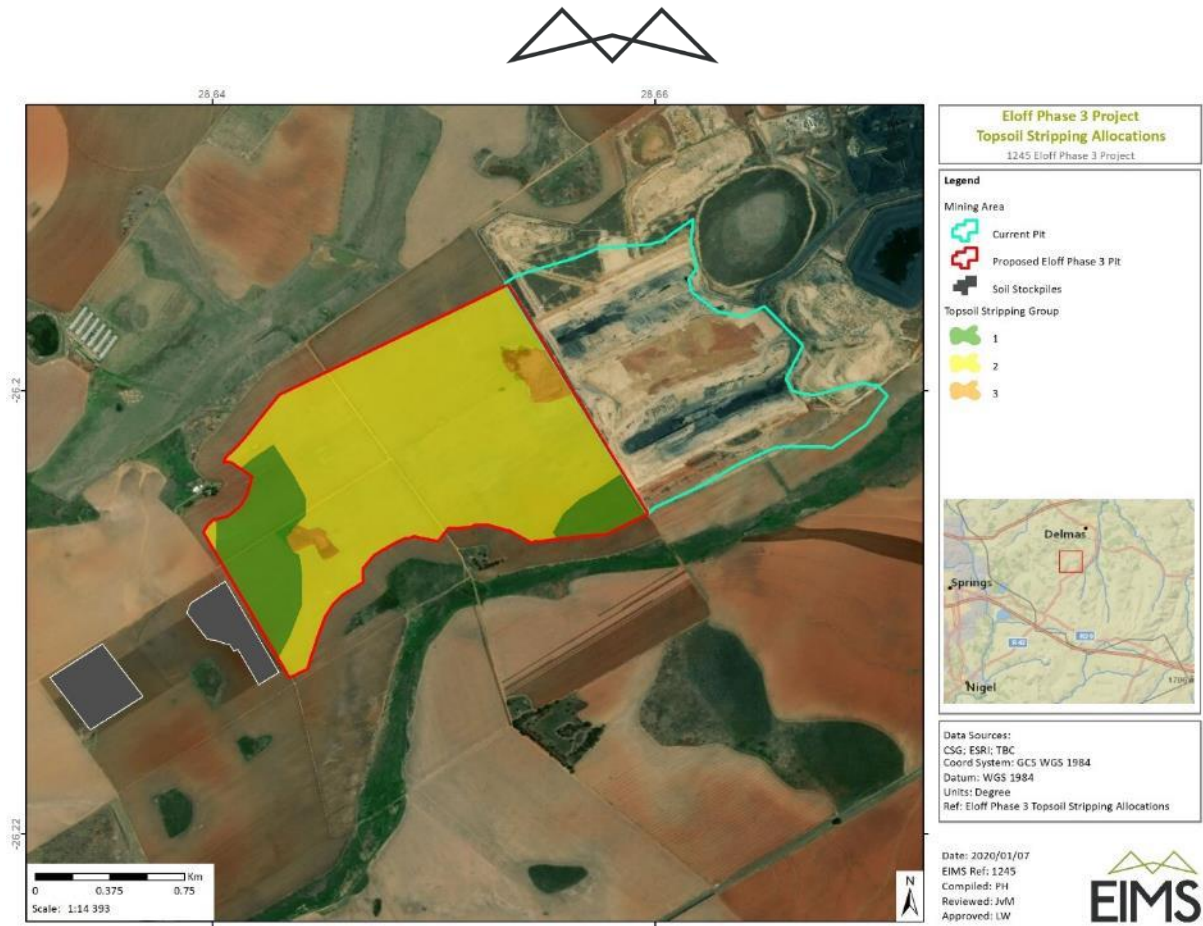 28.64
28.66
-26.2
-26.22
Km
0 0.375 0.75
Scale: 1:14 393
N
Eloff Phase 3 Project
Topsoil Stripping Allocations
1245 Eloff Phase 3 Project
Legend
Mining Area
Current Pit
Proposed Eloff Phase 3 Pit
Soil Stockpiles
Topsoil Stripping Group
1
2
3
Delmas
Springs
Nigel
Data Sources:
CSG; ESRI; TBC
Coord System: GCS WGS 1984
Datum: WGS 1984
Units: Degree
Ref: Eloff Phase 3 Topsoil Stripping Allocations
Date: 2020/01/07
EIMS Ref: 1245
Compiled: PH
Reviewed: JvM
Approved: LW
EIMS